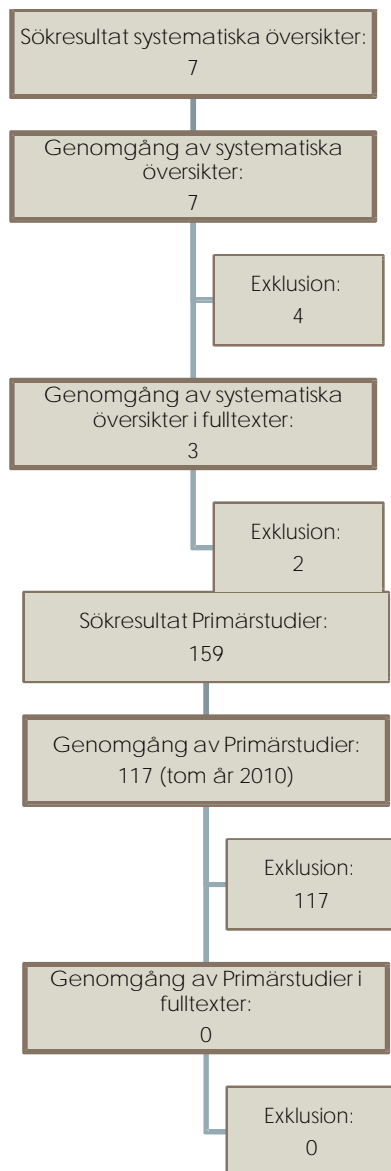 Sökresultat systematiska översikter:
7
Genomgång av systematiska
översikter:
7
Exklusion:
4
Genomgång av systematiska
översikter i fulltexter:
3
Exklusion:
2
Sökresultat Primärstudier:
159
Genomgång av Primärstudier:
117 (tom år 2010)
Exklusion:
117
Genomgång av Primärstudier i
fulltexter:
0
Exklusion:
0